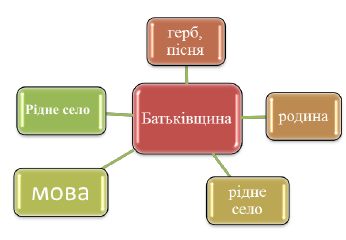 герб,
пісня
Рідне село
Батьківщина
родина
мова
рідне
село